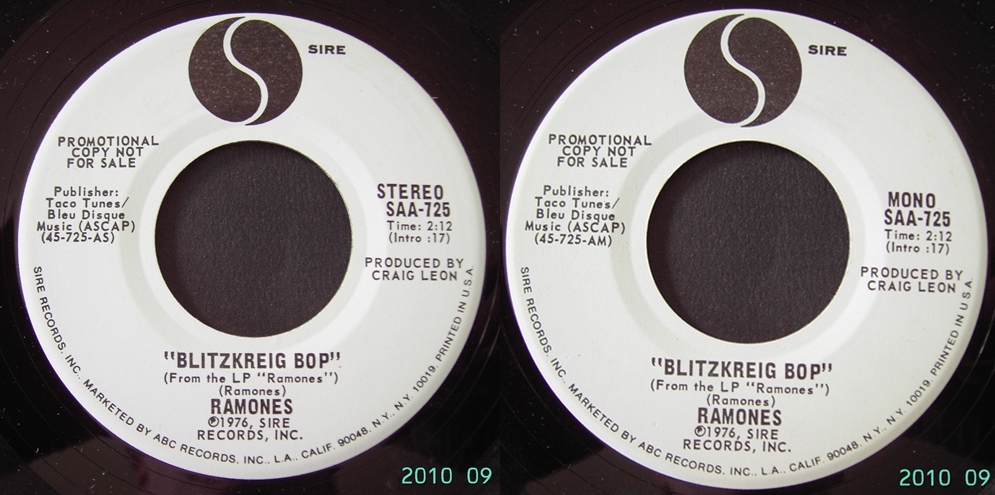 SIRE
PROMOTIONAL
COPY NOT
FOR SALE
Publisher:
Taco Tunes/
Bleu Disque
Music (ASCAP)
(45-725-AS)
STEREO
SAA-725
Time: 2:12
(Intro :17)
PRODUCED BY
CRAIG LEON
"BLITZKREIG BOP"
(From the LP "Ramones")
(Ramones)
RAMONES
℗1976, SIRE
RECORDS, INC.
SIRE RECORDS, INC., MARKETED BY ABC RECORDS, INC., L.A., CALIF. 90048, N.Y., N.Y. 10019. PRINTED IN U.S.A.
2010 09
SIRE
PROMOTIONAL
COPY NOT
FOR SALE
Publisher:
Taco Tunes/
Bleu Disque
Music (ASCAP)
(45-725-AM)
MONO
SAA-725
Time: 2:12
(Intro :17)
PRODUCED BY
CRAIG LEON
"BLITZKREIG BOP"
(From the LP "Ramones")
(Ramones)
RAMONES
℗1976, SIRE
RECORDS, INC.
SIRE RECORDS, INC., MARKETED BY ABC RECORDS, INC., L.A., CALIF. 90048, N.Y., N.Y. 10019. PRINTED IN U.S.A.
2010 09